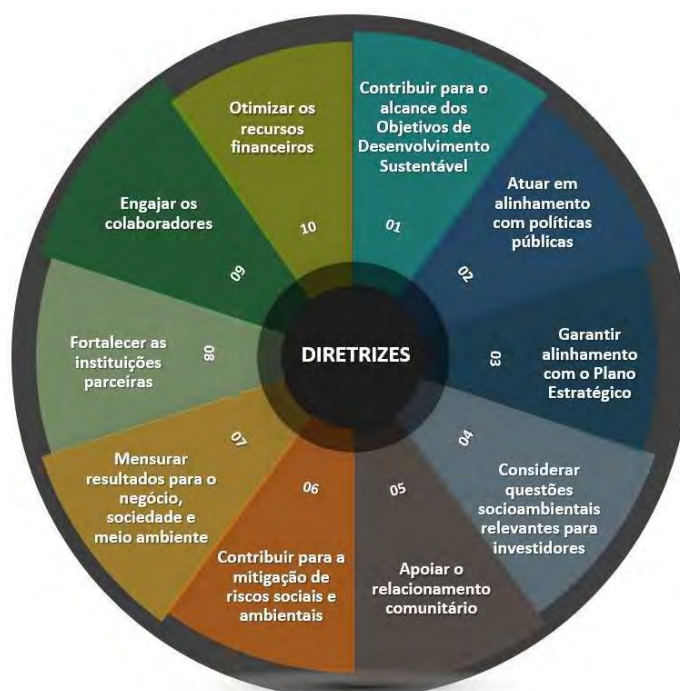 DIRETRIZES
Contribuir para o
alcance dos
Objetivos de
Desenvolvimento
Sustentável
01
Atuar em
alinhamento
com políticas
públicas
02
Garantir
alinhamento
com o Plano
Estratégico
03
Considerar
questões
socioambientais
relevantes para
investidores
04
Apoiar o
relacionamento
comunitário
05
Contribuir para a
mitigação de
riscos sociais e
ambientais
06
Mensurar
resultados para o
negócio,
sociedade e
meio ambiente
07
Fortalecer as
instituições
parceiras
08
Engajar os
colaboradores
09
Otimizar os
recursos
financeiros
10